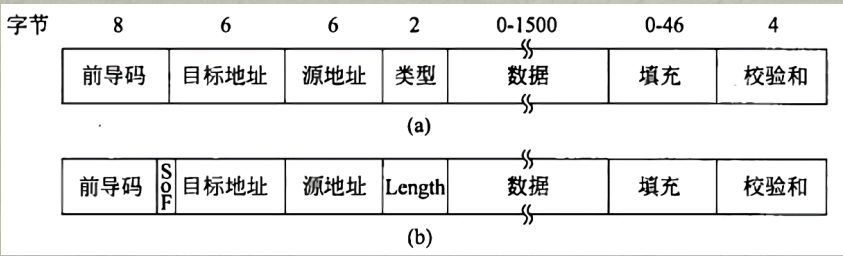 字节 8 6 6 2 0-1500 0-46 4
前导码 目标地址 源地址 类型 数据 填充 校验和
(a)
前导码 SoF 目标地址 源地址 Length 数据 填充 校验和
(b)